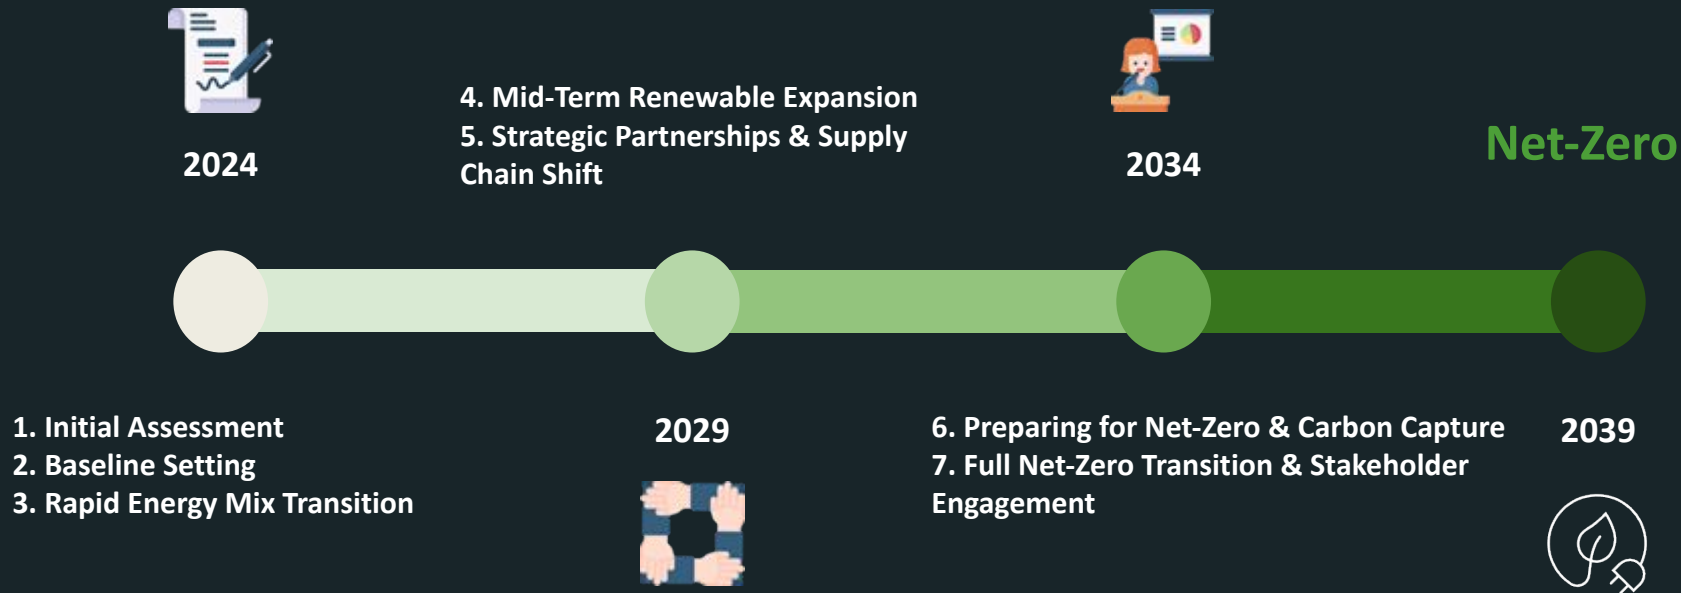 2024
4. Mid-Term Renewable Expansion
5. Strategic Partnerships & Supply
Chain Shift
2034
Net-Zero
1. Initial Assessment
2. Baseline Setting
3. Rapid Energy Mix Transition
2029
6. Preparing for Net-Zero & Carbon Capture
7. Full Net-Zero Transition & Stakeholder
Engagement
2039